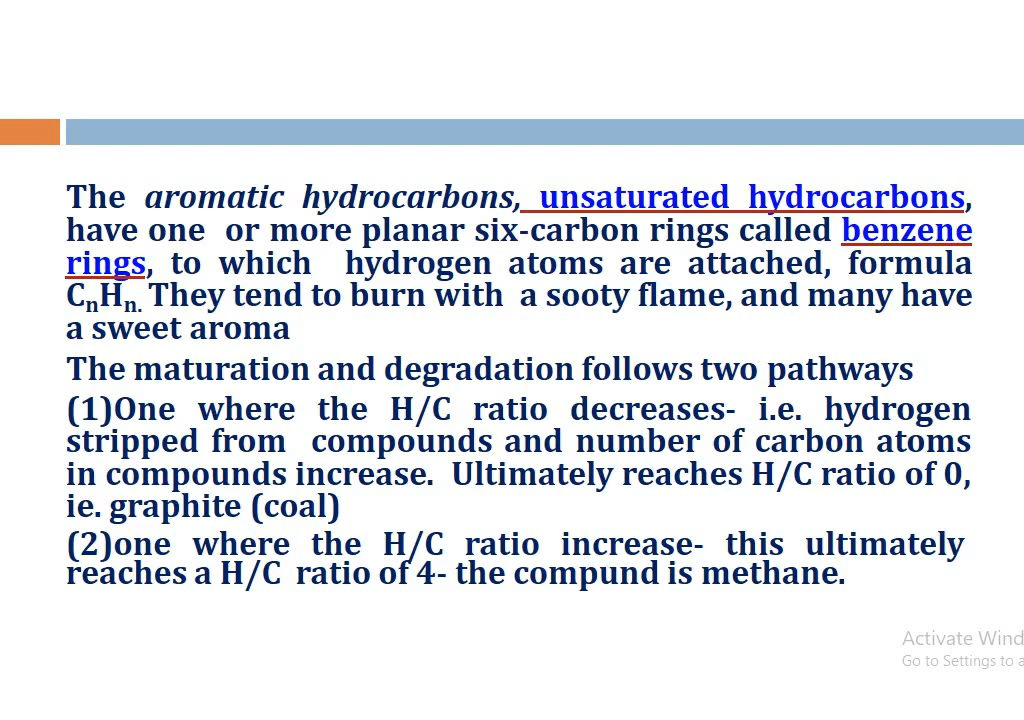 The aromatic hydrocarbons, unsaturated hydrocarbons,
have one or more planar six-carbon rings called benzene
rings, to which hydrogen atoms are attached, formula
CnHn. They tend to burn with a sooty flame, and many have
a sweet aroma
The maturation and degradation follows two pathways
(1)One where the H/C ratio decreases- i.e. hydrogen
stripped from compounds and number of carbon atoms
in compounds increase. Ultimately reaches H/C ratio of 0,
ie. graphite (coal)
(2)one where the H/C ratio increase- this ultimately
reaches a H/C ratio of 4- the compund is methane.
Activate Wind
Go to Settings to a